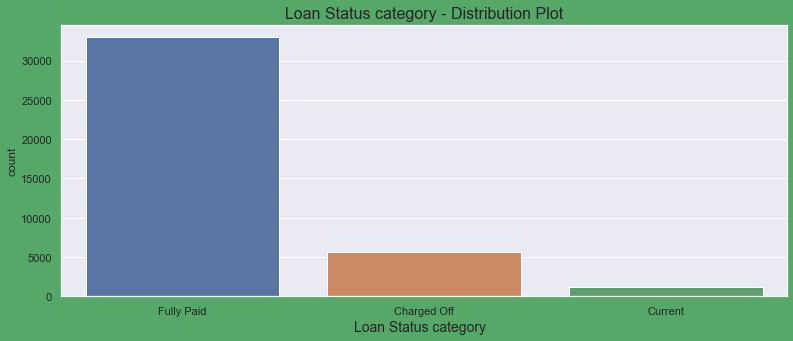 Loan Status category - Distribution Plot
count
30000
25000
20000
15000
10000
5000
0
Fully Paid Charged Off Current
Loan Status category